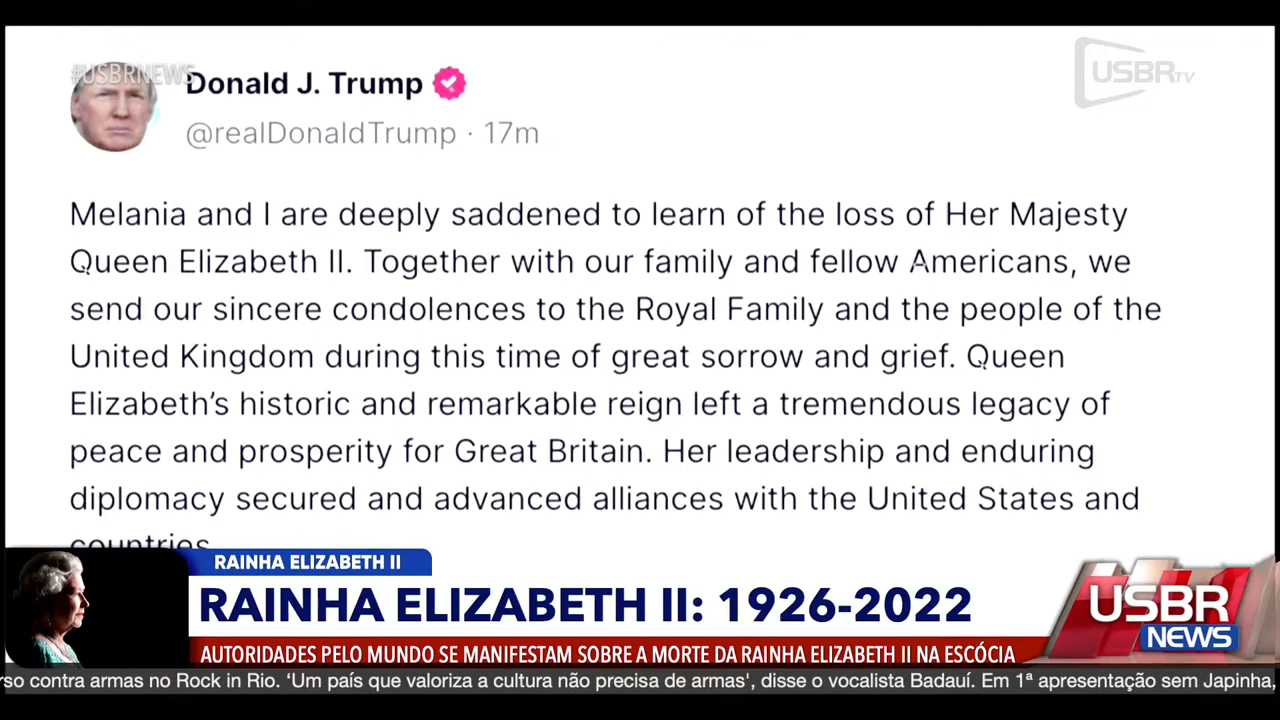 #USBRNEWS
USBRTV
Donald J. Trump
@realDonaldTrump · 17m
Melania and I are deeply saddened to learn of the loss of Her Majesty
Queen Elizabeth II. Together with our family and fellow Americans, we
send our sincere condolences to the Royal Family and the people of the
United Kingdom during this time of great sorrow and grief. Queen
Elizabeth’s historic and remarkable reign left a tremendous legacy of
peace and prosperity for Great Britain. Her leadership and enduring
diplomacy secured and advanced alliances with the United States and
countries
RAINHA ELIZABETH II
RAINHA ELIZABETH II: 1926-2022
AUTORIDADES PELO MUNDO SE MANIFESTAM SOBRE A MORTE DA RAINHA ELIZABETH II NA ESCÓCIA
USBR
NEWS
rso contra armas no Rock in Rio. ‘Um país que valoriza a cultura não precisa de armas', disse o vocalista Badauí. Em 1ª apresentação sem Japinha,